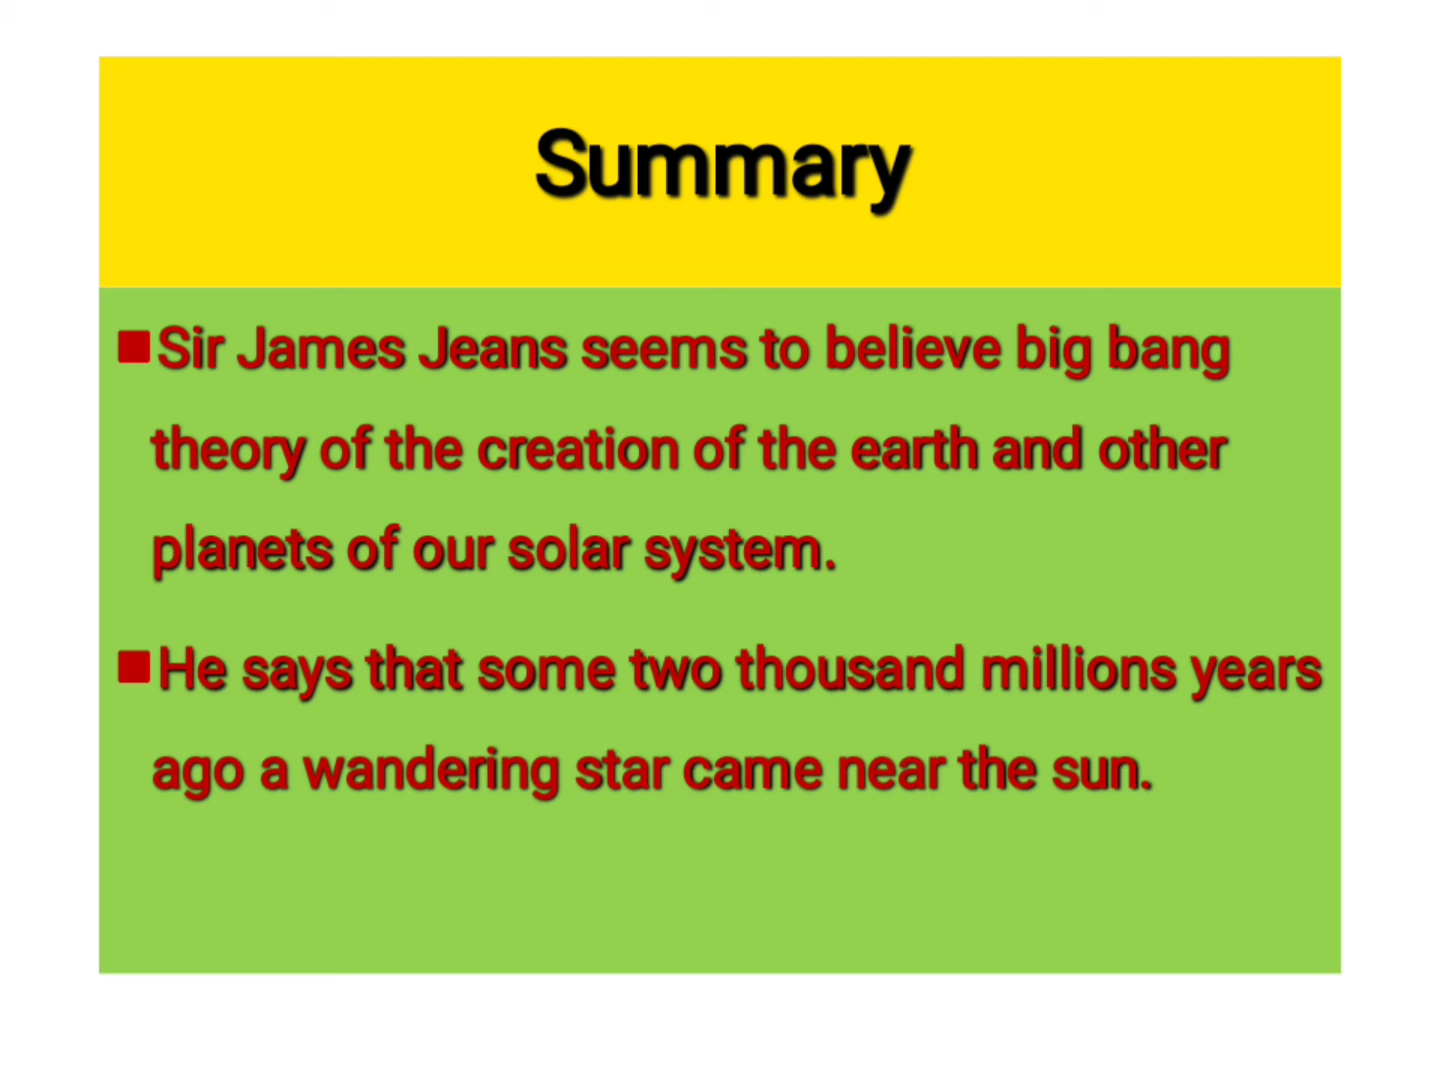 Summary
Sir James Jeans seems to believe big bang
theory of the creation of the earth and other
planets of our solar system.
He says that some two thousand millions years
ago a wandering star came near the sun.